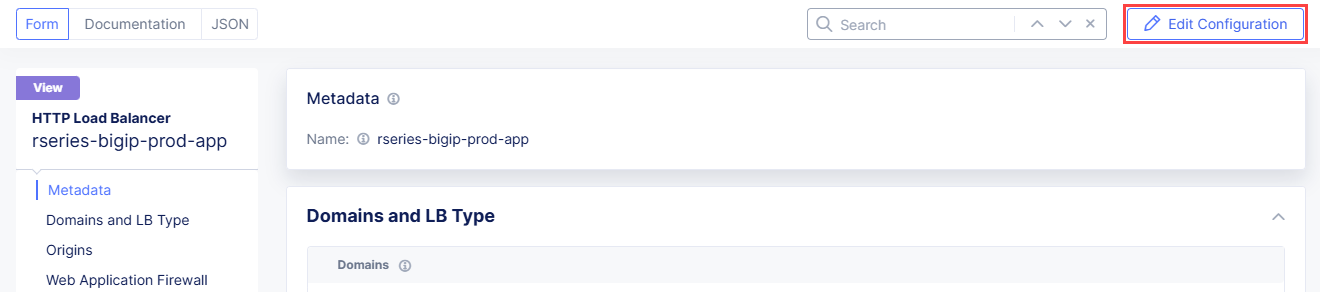 Form Documentation JSON Search Edit Configuration
View
HTTP Load Balancer
rseries-bigip-prod-app
Metadata
Domains and LB Type
Origins
Web Application Firewall
Metadata
Name: rseries-bigip-prod-app
Domains and LB Type
Domains